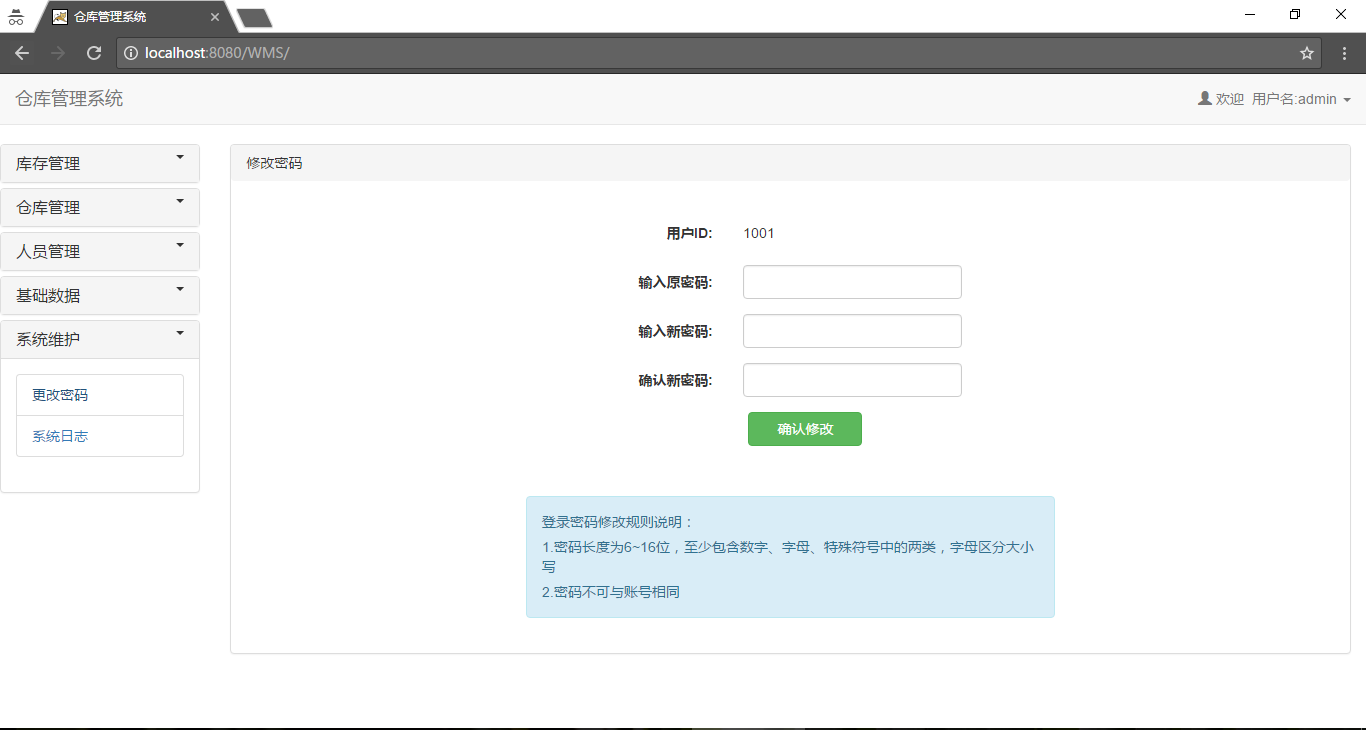 仓库管理系统
localhost:8080/WMS/
仓库管理系统
欢迎 用户名:admin
库存管理
仓库管理
人员管理
基础数据
系统维护
更改密码
系统日志
修改密码
用户ID: 1001
输入原密码:
输入新密码:
确认新密码:
确认修改
登录密码修改规则说明：
1.密码长度为6~16位，至少包含数字、字母、特殊符号中的两类，字母区分大小
写
2.密码不可与账号相同